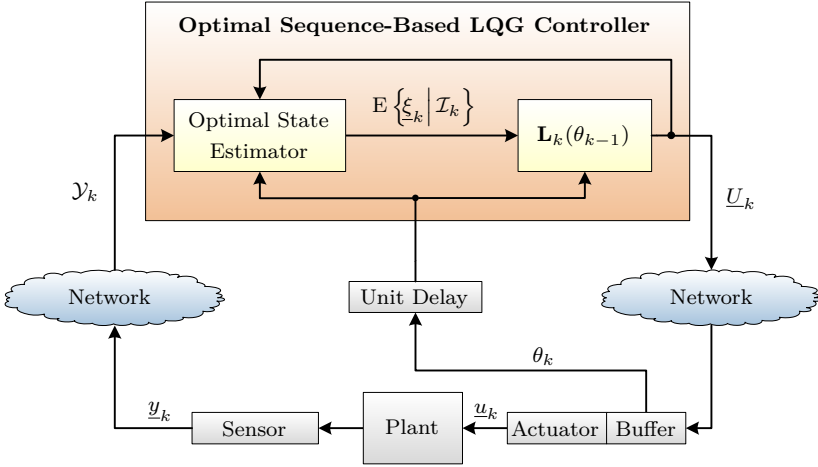 Optimal Sequence-Based LQG Controller
E {ξ_k | ℐ_k}
Optimal State
Estimator
L_k(θ_{k−1})
𝒴_k
U_k
Network
Network
Unit Delay
θ_k
y_k
u_k
Sensor
Plant
Actuator
Buffer